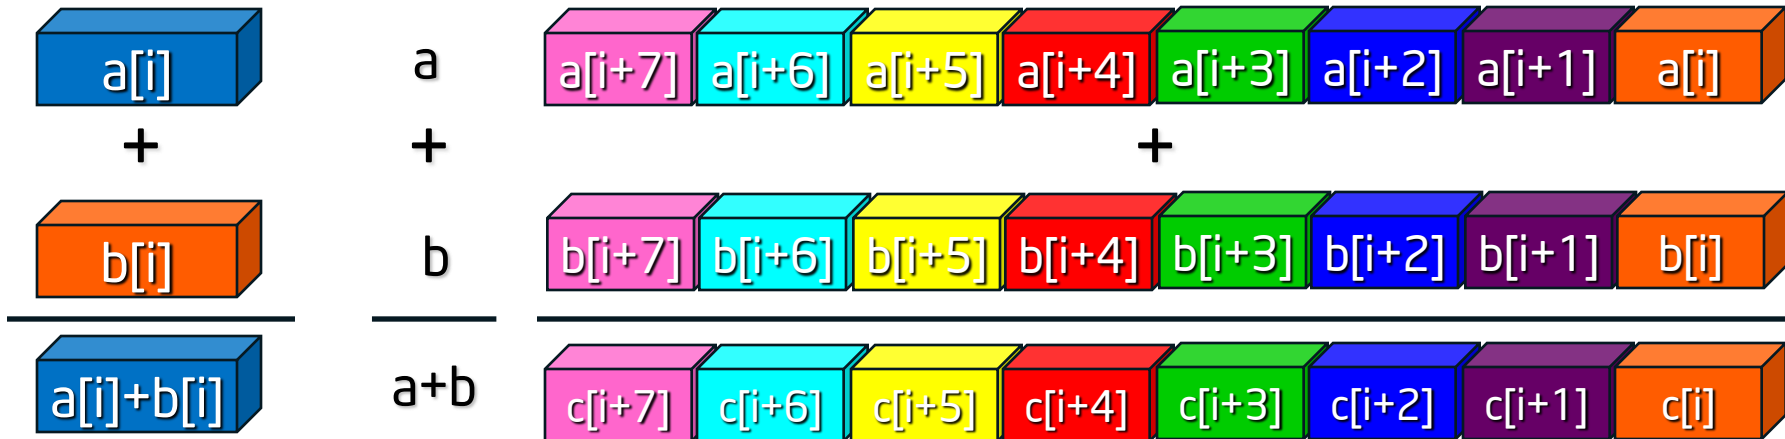 a[i] a a[i+7] a[i+6] a[i+5] a[i+4] a[i+3] a[i+2] a[i+1] a[i]
+ + +
b[i] b b[i+7] b[i+6] b[i+5] b[i+4] b[i+3] b[i+2] b[i+1] b[i]
a[i]+b[i] a+b c[i+7] c[i+6] c[i+5] c[i+4] c[i+3] c[i+2] c[i+1] c[i]